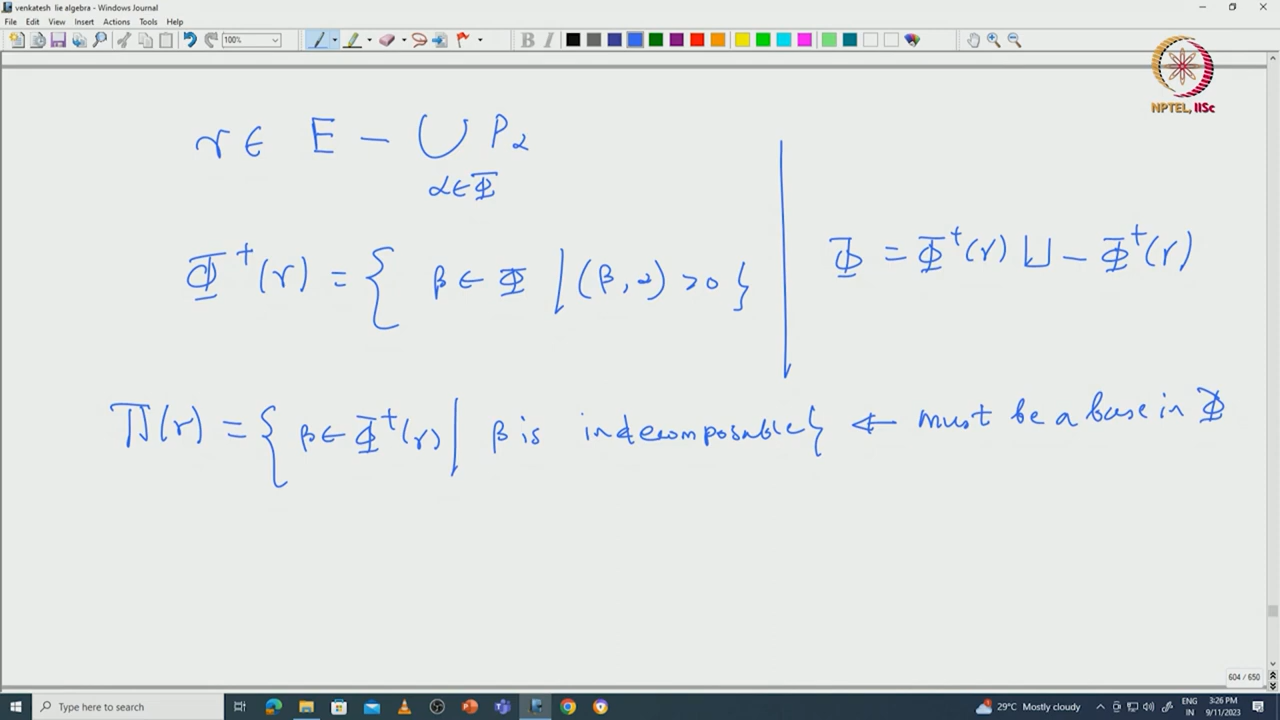 venkatesh lie algebra - Windows Journal
File Edit View Insert Actions Tools Help
100%
B I
NPTEL, IISc
γ ∈ E − ⋃ P_α
α∈Φ
Φ⁺(γ) = { β ∈ Φ | (β, α) > 0 }
Φ = Φ⁺(γ) ⊔ − Φ⁺(γ)
Π(γ) = { β ∈ Φ⁺(γ) | β is indecomposable } ← must be a base in Φ
604 / 650
Type here to search
29°C Mostly cloudy
ENG
IN
3:26 PM
9/11/2023